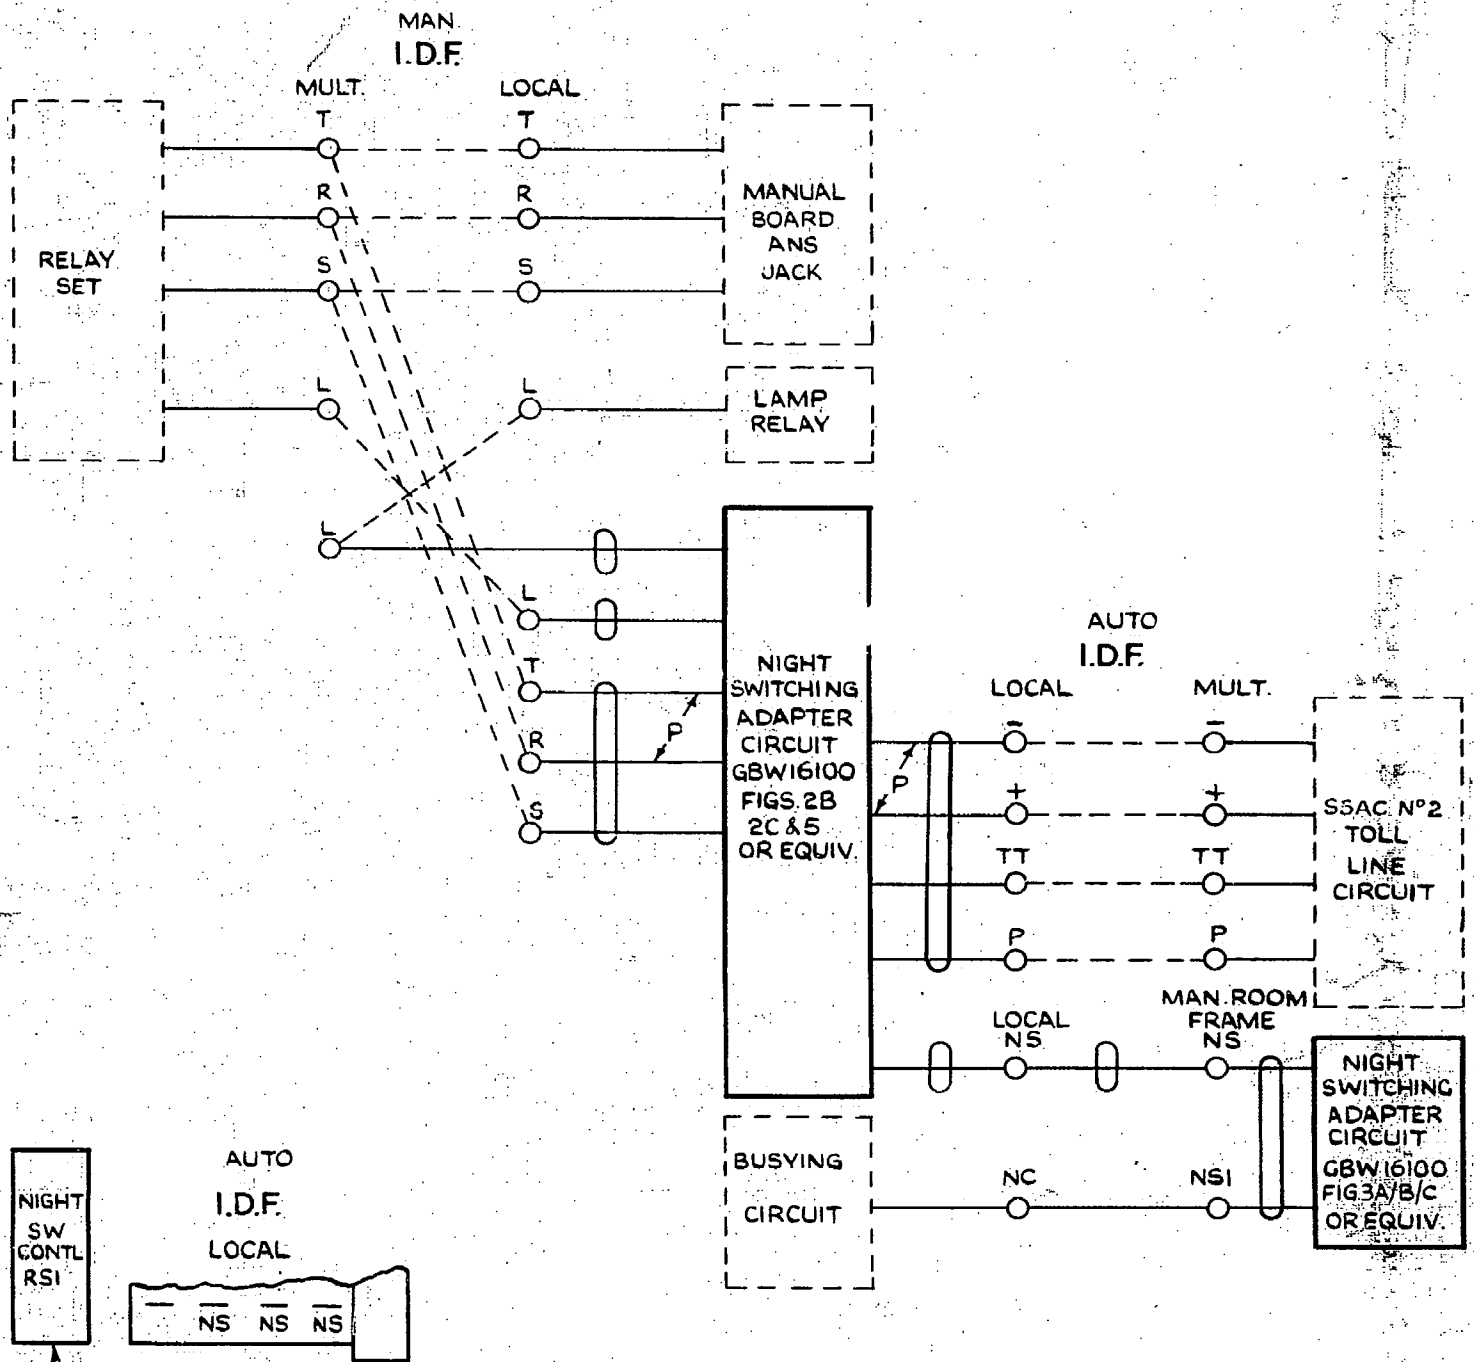 MAN.
I.D.F.
MULT.
LOCAL
T
T
R
R
S
S
L
L
RELAY
SET
MANUAL
BOARD
ANS
JACK
LAMP
RELAY
L
L
T
R
S
P
NIGHT
SWITCHING
ADAPTER
CIRCUIT
GBW16100
FIGS. 2B
2C & 5
OR EQUIV.
AUTO
I.D.F.
LOCAL
MULT.
-
-
+
+
TT
TT
P
P
P
SSAC Nº 2
TOLL
LINE
CIRCUIT
LOCAL
NS
MAN. ROOM
FRAME
NS
NC
NS1
NIGHT
SWITCHING
ADAPTER
CIRCUIT
GBW16100
FIG3A/B/C
OR EQUIV.
BUSYING
CIRCUIT
NIGHT
SW
CONTL
RS1
AUTO
I.D.F.
LOCAL
NS NS NS